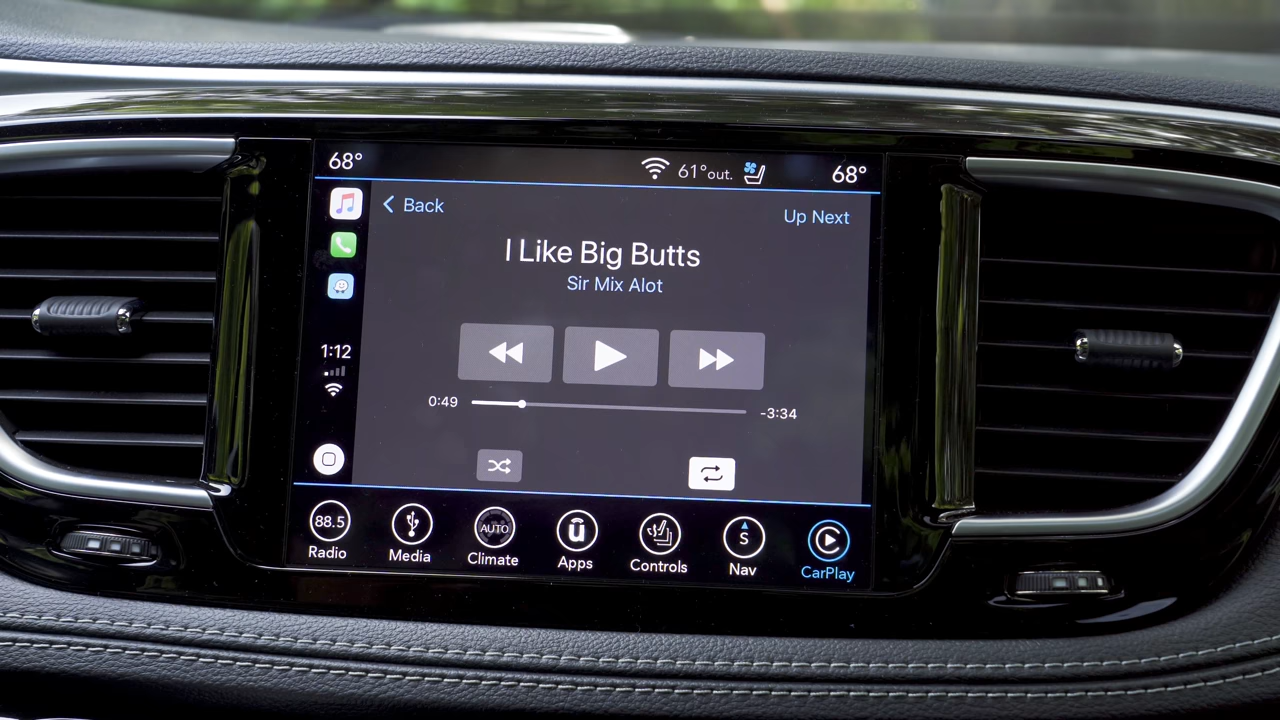 68°
61°out.
68°
Back
Up Next
I Like Big Butts
Sir Mix Alot
1:12
0:49
-3:34
88.5
AUTO
û
S
Radio
Media
Climate
Apps
Controls
Nav
CarPlay